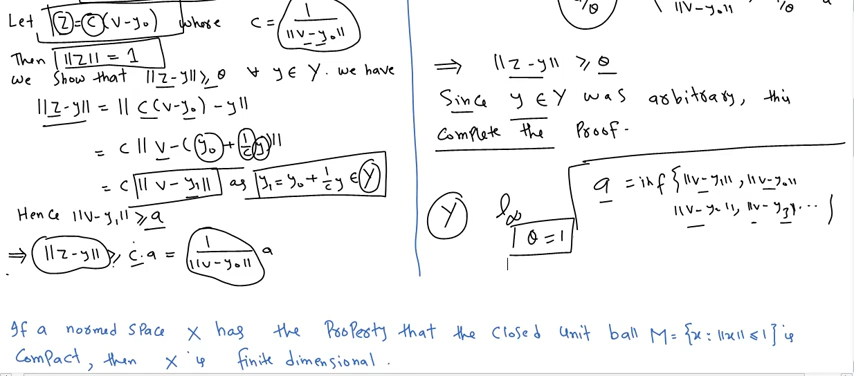 Let z = c(v-y₀) where c = 1/||v-y₀||
Then ||z|| = 1
we show that ||z-y|| ≥ θ ∀ y ∈ Y. we have
||z-y|| = || c(v-y₀) - y||
= c || v - (y₀ + 1/c y)||
= c || v - y₁|| as y₁ = y₀ + 1/c y ∈ Y
Hence ||v-y₁|| ≥ a
⇒ ||z-y|| ≥ c·a = 1/||v-y₀|| a
/θ ||v-y₀|| /θ a
⇒ ||z-y|| ≥ θ
Since y ∈ Y was arbitrary, this
complete the Proof.
a = inf { ||v-y₁||, ||v-y₀||
Y l∞ ||v-y₂||, ||v-y₃||... }
θ = 1
If a normed space X has the Property that the closed unit ball M = {x : ||x|| ≤ 1} is
Compact, then X is finite dimensional.